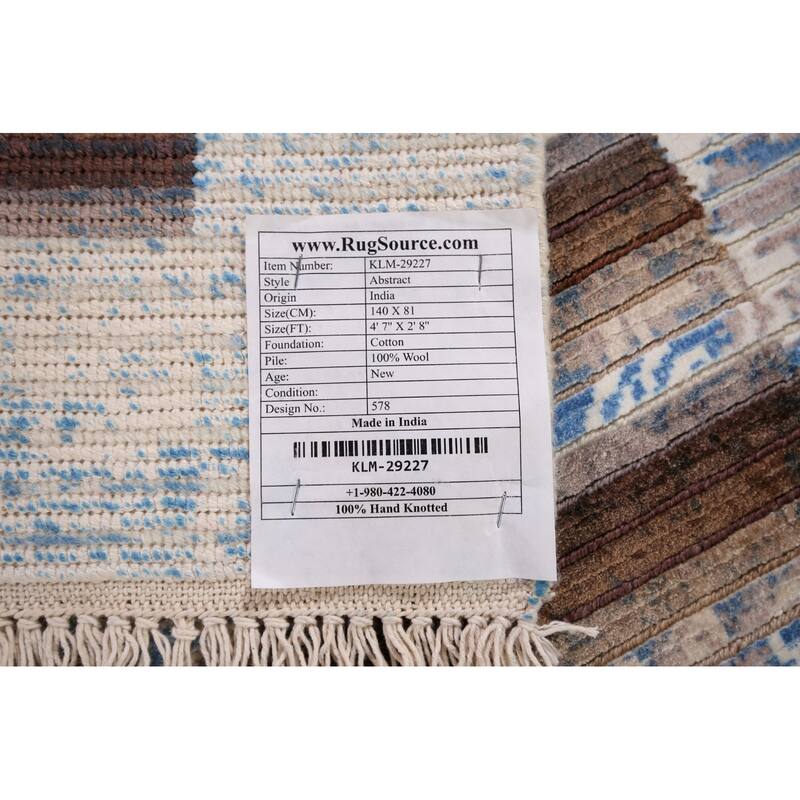 www.RugSource.com
Item Number: KLM-29227
Style Abstract
Origin India
Size(CM): 140 X 81
Size(FT): 4' 7" X 2' 8"
Foundation: Cotton
Pile: 100% Wool
Age: New
Condition:
Design No.: 578
Made in India
KLM-29227
+1-980-422-4080
100% Hand Knotted